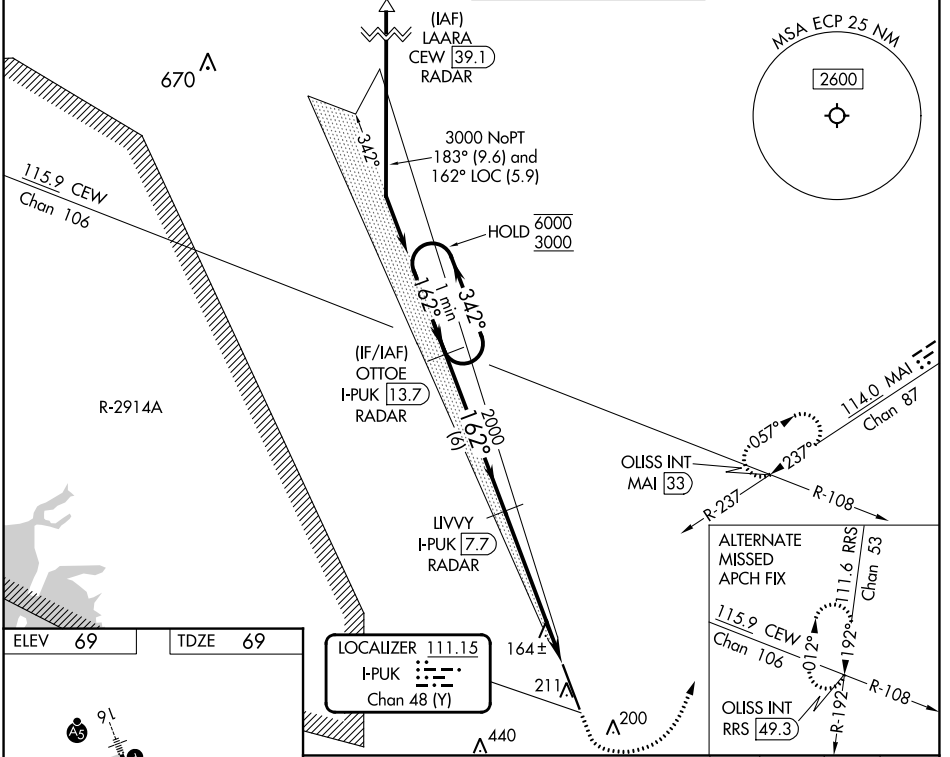 (IAF)
LAARA
CEW 39.1
RADAR
670
MSA ECP 25 NM
2600
342°
3000 NoPT
183° (9.6) and
162° LOC (5.9)
115.9 CEW
Chan 106
HOLD 6000
3000
162°
1 min
342°
(IF/IAF)
OTTOE
I-PUK 13.7
RADAR
R-2914A
2000
162°
(6)
114.0 MAI
Chan 87
057°
237°
OLISS INT
MAI 33
R-237
R-108
LIVVY
I-PUK 7.7
RADAR
ALTERNATE
MISSED
APCH FIX
111.6 RRS
Chan 53
115.9 CEW
Chan 106
012°
192°
R-108
OLISS INT
RRS 49.3
R-192
ELEV 69
TDZE 69
LOCALIZER 111.15
I-PUK
Chan 48 (Y)
164±
211
200
440
A5
16